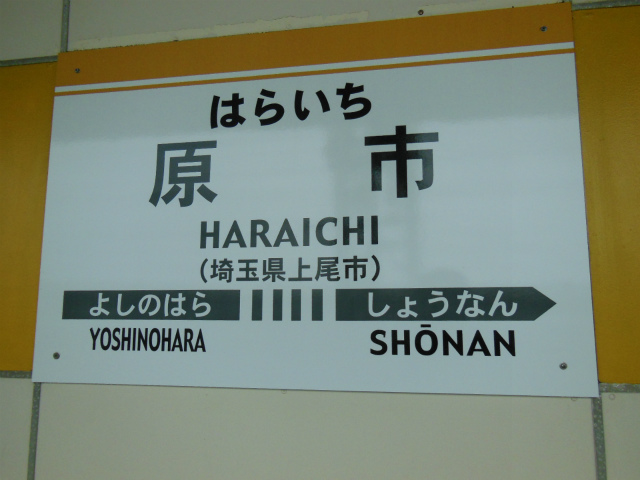 はらいち
原 市
HARAICHI
(埼玉県上尾市)
よしのはら しょうなん
YOSHINOHARA SHŌNAN